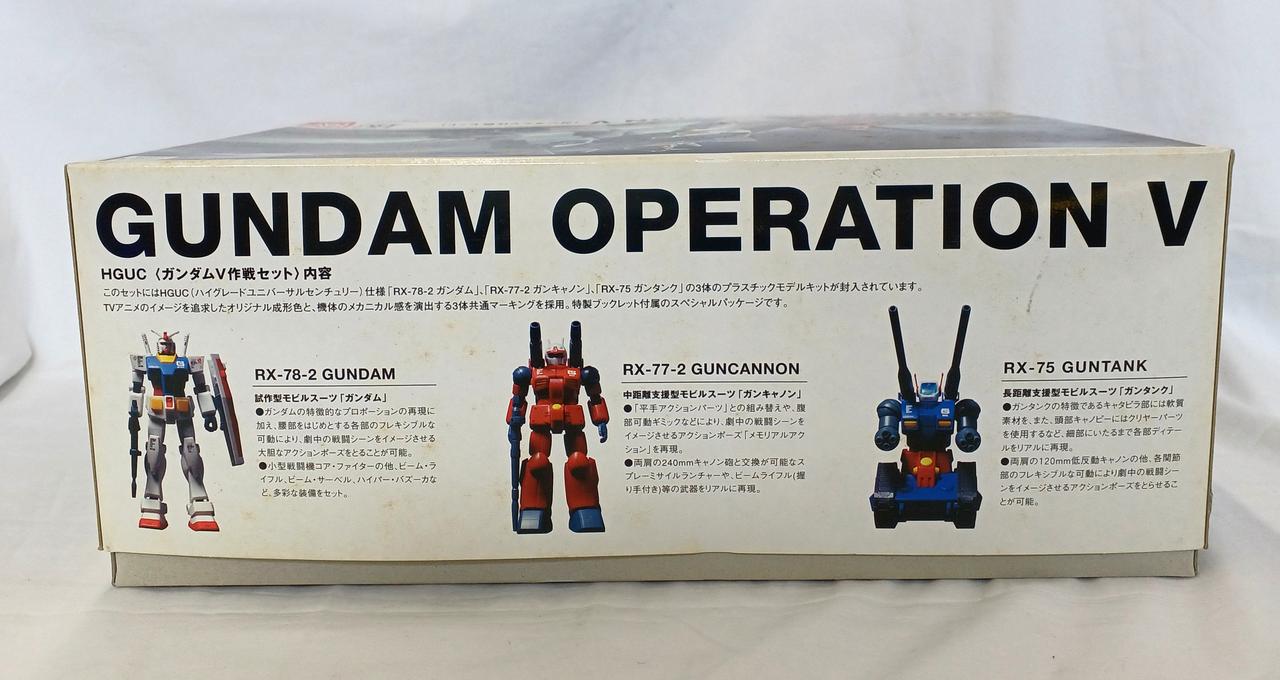 GUNDAM OPERATION V
HGUC〈ガンダムV作戦セット〉内容
このセットにはHGUC(ハイグレードユニバーサルセンチュリー)仕様「RX-78-2 ガンダム」、「RX-77-2 ガンキャノン」、「RX-75 ガンタンク」の3体のプラスチックモデルキットが封入されています。
TVアニメのイメージを追求したオリジナル成形色と、機体のメカニカル感を演出する3体共通マーキングを採用。特製ブックレット付属のスペシャルパッケージです。
RX-78-2 GUNDAM
試作型モビルスーツ「ガンダム」
●ガンダムの特徴的なプロポーションの再現に
加え、腰部をはじめとする各部フルアクション
可動により、劇中の戦闘シーンをイメージさせる
大胆なアクションポーズをとることが可能。
●小型戦闘機コア・ファイターの他、ビーム・ラ
イフル、ビーム・サーベル、ハイパー・バズーカな
ど、多彩な装備をセット。
RX-77-2 GUNCANNON
中距離支援型モビルスーツ「ガンキャノン」
●「平手アクションパーツ」との組み替えや、腹
部可動ギミックなどにより、劇中の戦闘シーンを
イメージさせるアクションポーズ「メモリアルアク
ション」を再現。
●両肩の240mmキャノン砲と交換が可能なス
プレーミサイルランチャーや、ビームライフル(握
り手付き)等の武器をリアルに再現。
RX-75 GUNTANK
長距離支援型モビルスーツ「ガンタンク」
●ガンタンクの特徴であるキャタピラ部には軟質
素材を、また、頭部キャノピーにはクリヤーパーツ
を使用するなど、細部にいたるまで各部ディテー
ルをリアルに再現。
●両肩の120mm低反動キャノンの他、各関節
部のフレキシブルな可動により劇中の戦闘シー
ンをイメージさせるアクションポーズをとらせるこ
とが可能。